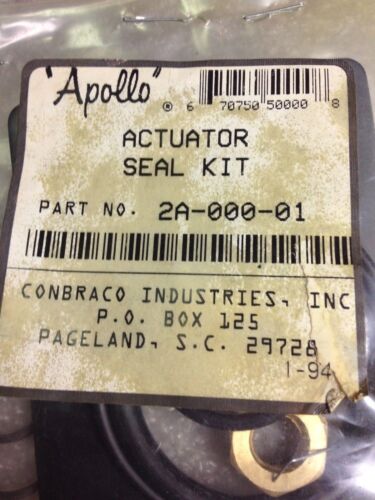 "Apollo"®
6 70750 50000 8
ACTUATOR
SEAL KIT
PART NO. 2A-000-01
CONBRACO INDUSTRIES, INC
P.O. BOX 125
PAGELAND, S.C. 29728
1-94